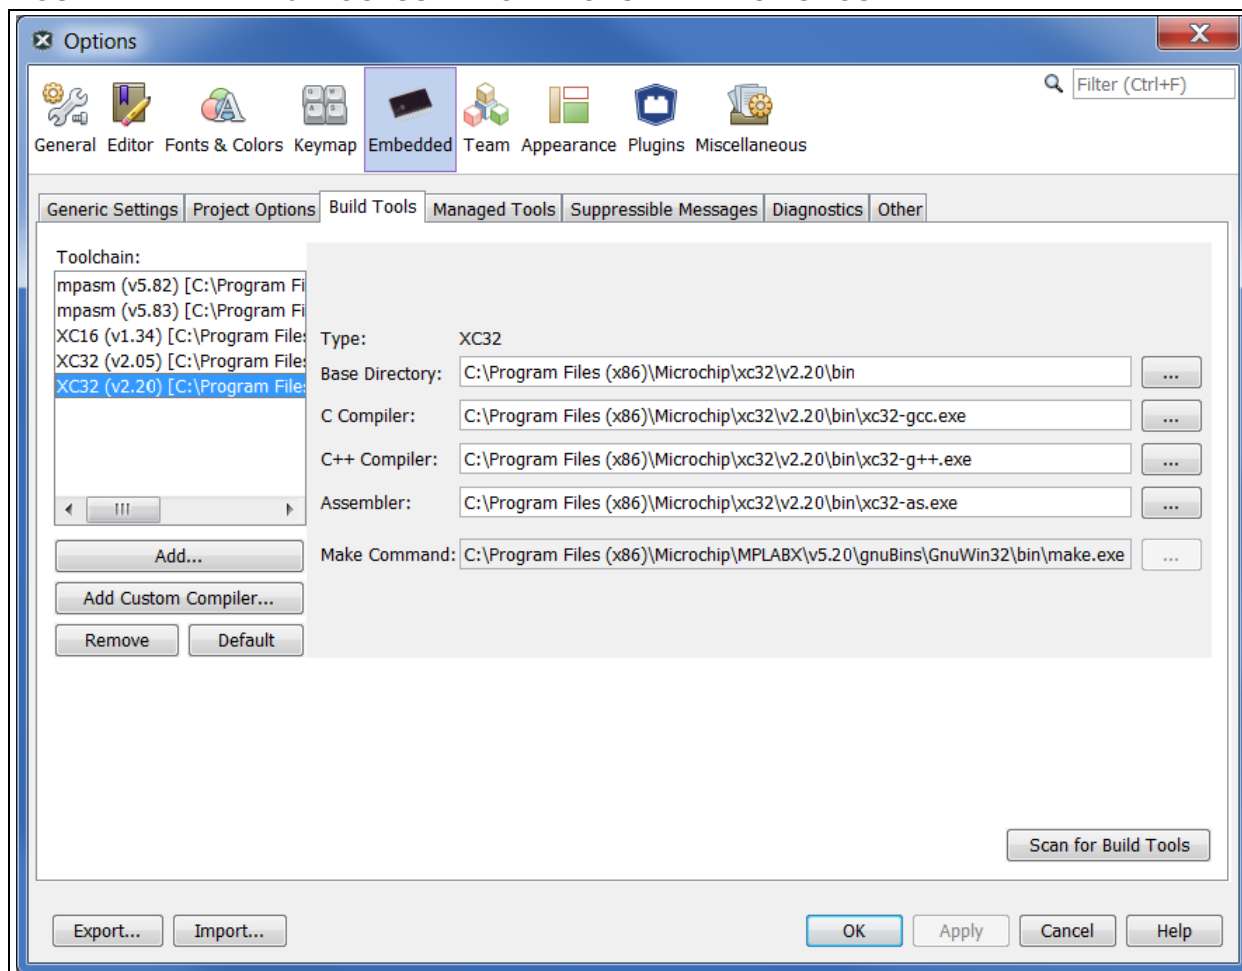 Options
Filter (Ctrl+F)
General Editor Fonts & Colors Keymap Embedded Team Appearance Plugins Miscellaneous
Generic Settings Project Options Build Tools Managed Tools Suppressible Messages Diagnostics Other
Toolchain:
mpasm (v5.82) [C:\Program Fi
mpasm (v5.83) [C:\Program Fi
XC16 (v1.34) [C:\Program Files
XC32 (v2.05) [C:\Program Files
XC32 (v2.20) [C:\Program Files
Add...
Add Custom Compiler...
Remove Default
Type: XC32
Base Directory: C:\Program Files (x86)\Microchip\xc32\v2.20\bin ...
C Compiler: C:\Program Files (x86)\Microchip\xc32\v2.20\bin\xc32-gcc.exe ...
C++ Compiler: C:\Program Files (x86)\Microchip\xc32\v2.20\bin\xc32-g++.exe ...
Assembler: C:\Program Files (x86)\Microchip\xc32\v2.20\bin\xc32-as.exe ...
Make Command: C:\Program Files (x86)\Microchip\MPLABX\v5.20\gnuBins\GnuWin32\bin\make.exe ...
Scan for Build Tools
Export... Import... OK Apply Cancel Help